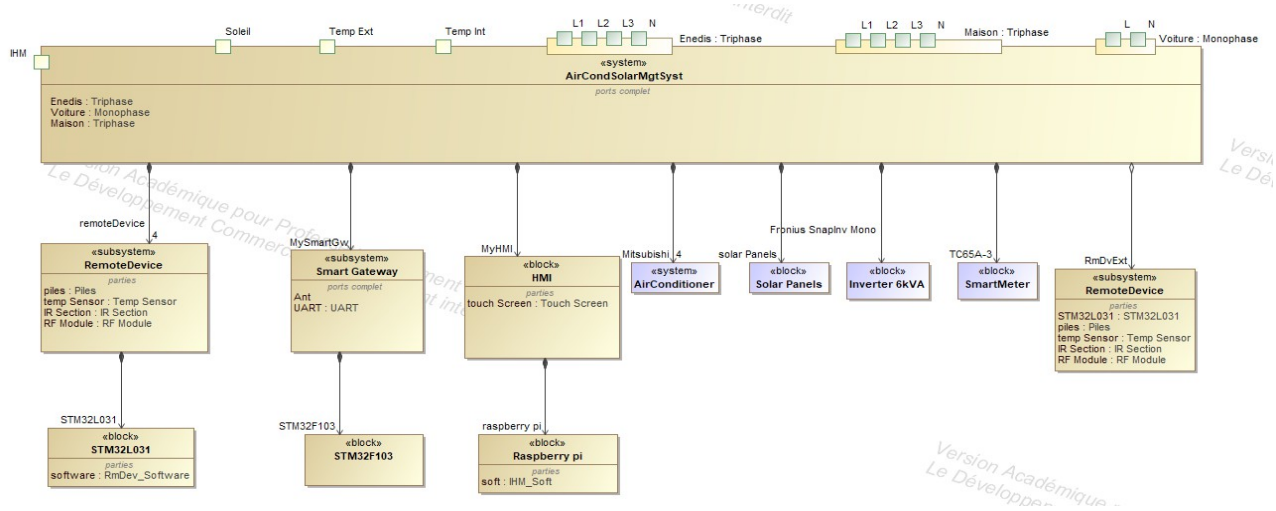 Interdit
Soleil
Temp Ext
Temp Int
L1 L2 L3 N
Enedis : Triphase
L1 L2 L3 N
Maison : Triphase
L N
Voiture : Monophase
IHM
«system»
AirCondSolarMgtSyst
ports complet
Enedis : Triphase
Voiture : Monophase
Maison : Triphase
Version Académique pour Profe
Le Développement Commerc
remoteDevice
4
MySmartGw
MyHMI
Mitsubishi 4
solar Panels
Fronius SnapInv Mono
TC65A-3
RmDvExt
«subsystem»
RemoteDevice
parties
piles : Piles
temp Sensor : Temp Sensor
IR Section : IR Section
RF Module : RF Module
«subsystem»
Smart Gateway
ports complet
Ant
UART : UART
«block»
HMI
parties
touch Screen : Touch Screen
«system»
AirConditioner
«block»
Solar Panels
«block»
Inverter 6kVA
«block»
SmartMeter
«subsystem»
RemoteDevice
parties
STM32L031 : STM32L031
piles : Piles
temp Sensor : Temp Sensor
IR Section : IR Section
RF Module : RF Module
STM32L031
STM32F103
raspberry pi
«block»
STM32L031
parties
software : RmDev_Software
«block»
STM32F103
«block»
Raspberry pi
parties
soft : IHM_Soft
Version Académique
Le Développe